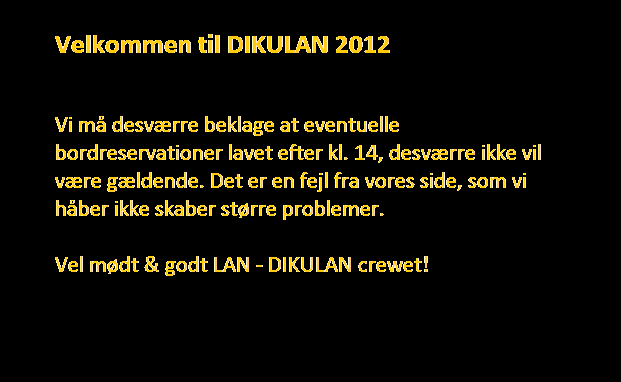 Velkommen til DIKULAN 2012
Vi må desværre beklage at eventuelle
bordreservationer lavet efter kl. 14, desværre ikke vil
være gældende. Det er en fejl fra vores side, som vi
håber ikke skaber større problemer.
Vel mødt & godt LAN - DIKULAN crewet!